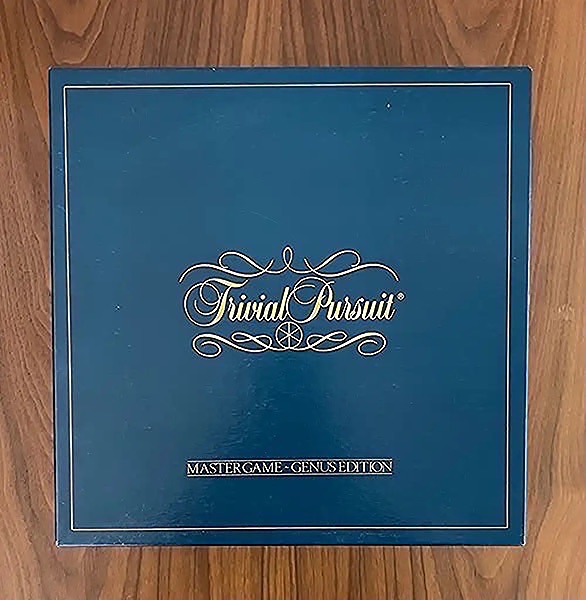 Trivial Pursuit®
MASTER GAME - GENUS EDITION